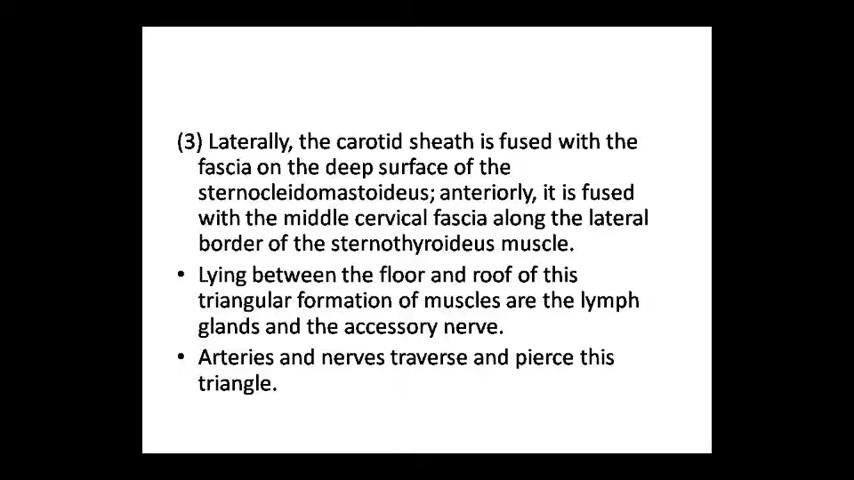 (3) Laterally, the carotid sheath is fused with the
fascia on the deep surface of the
sternocleidomastoideus; anteriorly, it is fused
with the middle cervical fascia along the lateral
border of the sternothyroideus muscle.
• Lying between the floor and roof of this
triangular formation of muscles are the lymph
glands and the accessory nerve.
• Arteries and nerves traverse and pierce this
triangle.